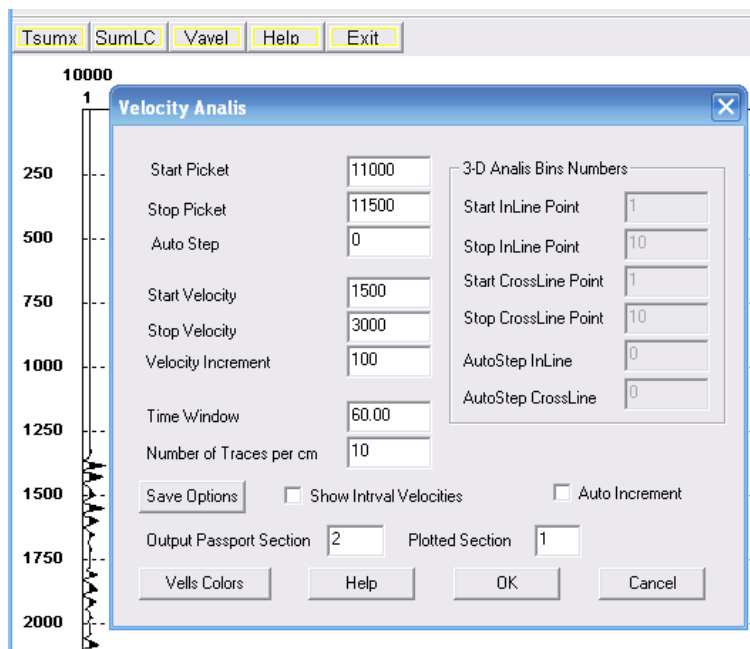 Tsumx SumLC Vavel Help Exit
10000
1
Velocity Analis
250
500
750
1000
1250
1500
1750
2000
Start Picket 11000
Stop Picket 11500
Auto Step 0
Start Velocity 1500
Stop Velocity 3000
Velocity Increment 100
Time Window 60.00
Number of Traces per cm 10
3-D Analis Bins Numbers
Start InLine Point 1
Stop InLine Point 10
Start CrossLine Point 1
Stop CrossLine Point 10
AutoStep InLine 0
AutoStep CrossLine 0
Save Options Show Intrval Velocities Auto Increment
Output Passport Section 2 Plotted Section 1
Vells Colors Help OK Cancel